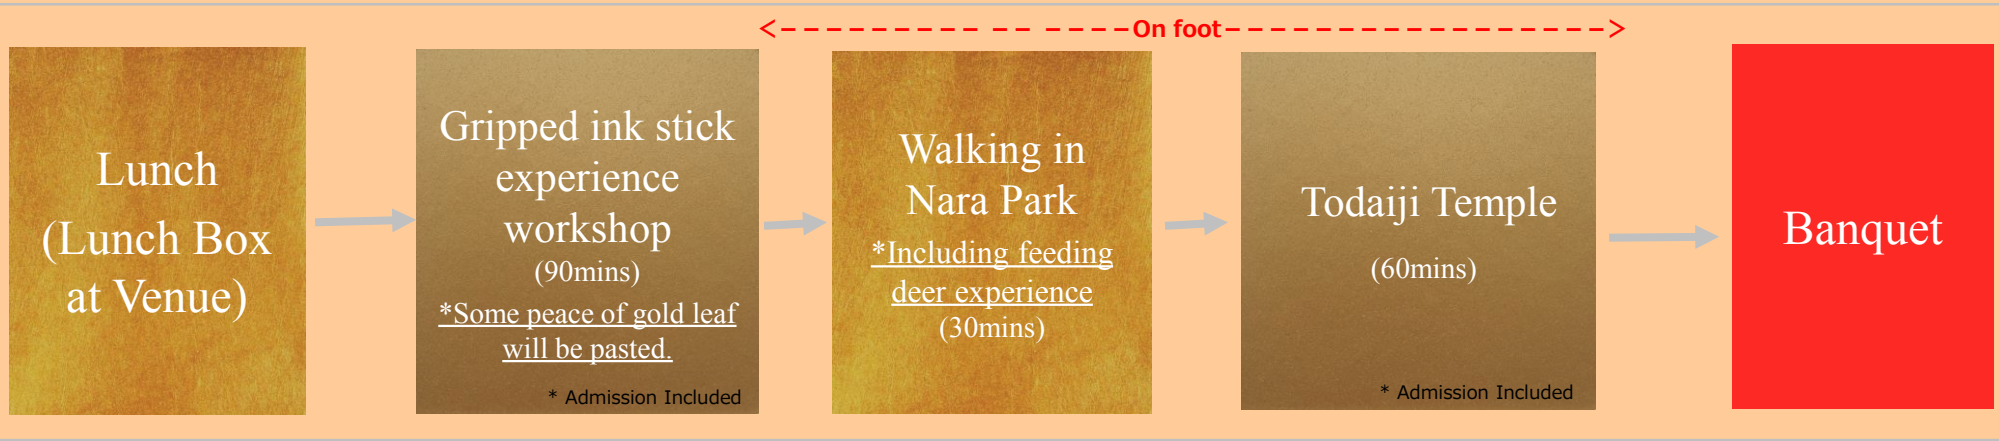 On foot
Lunch
(Lunch Box
at Venue)
Gripped ink stick
experience
workshop
(90mins)
*Some peace of gold leaf
will be pasted.
* Admission Included
Walking in
Nara Park
*Including feeding
deer experience
(30mins)
Todaiji Temple
(60mins)
* Admission Included
Banquet